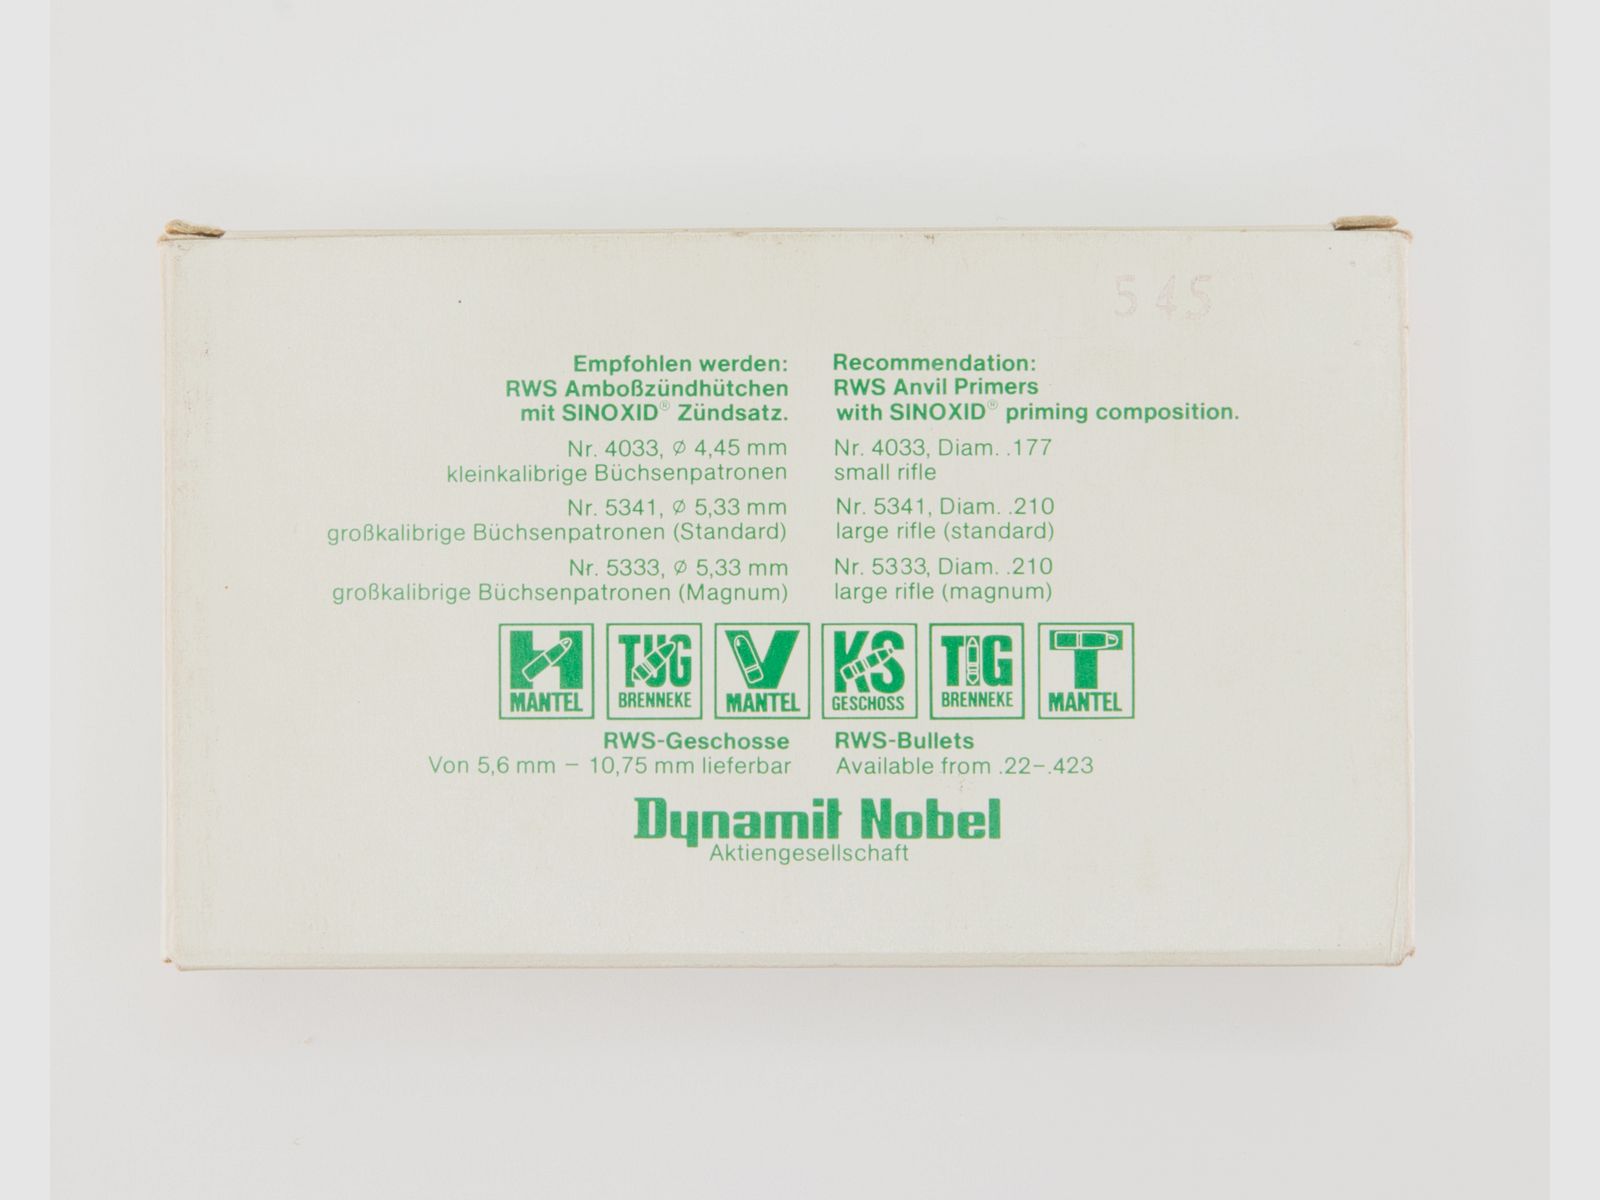 545
Empfohlen werden:
RWS Amboßzündhütchen
mit SINOXID® Zündsatz.
Nr. 4033, ⌀ 4,45 mm
kleinkalibrige Büchsenpatronen
Nr. 5341, ⌀ 5,33 mm
großkalibrige Büchsenpatronen (Standard)
Nr. 5333, ⌀ 5,33 mm
großkalibrige Büchsenpatronen (Magnum)
Recommendation:
RWS Anvil Primers
with SINOXID® priming composition.
Nr. 4033, Diam. .177
small rifle
Nr. 5341, Diam. .210
large rifle (standard)
Nr. 5333, Diam. .210
large rifle (magnum)
H
MANTEL
TUG
BRENNEKE
V
MANTEL
KS
GESCHOSS
TIG
BRENNEKE
T
MANTEL
RWS-Geschosse
Von 5,6 mm – 10,75 mm lieferbar
RWS-Bullets
Available from .22–.423
Dynamit Nobel
Aktiengesellschaft